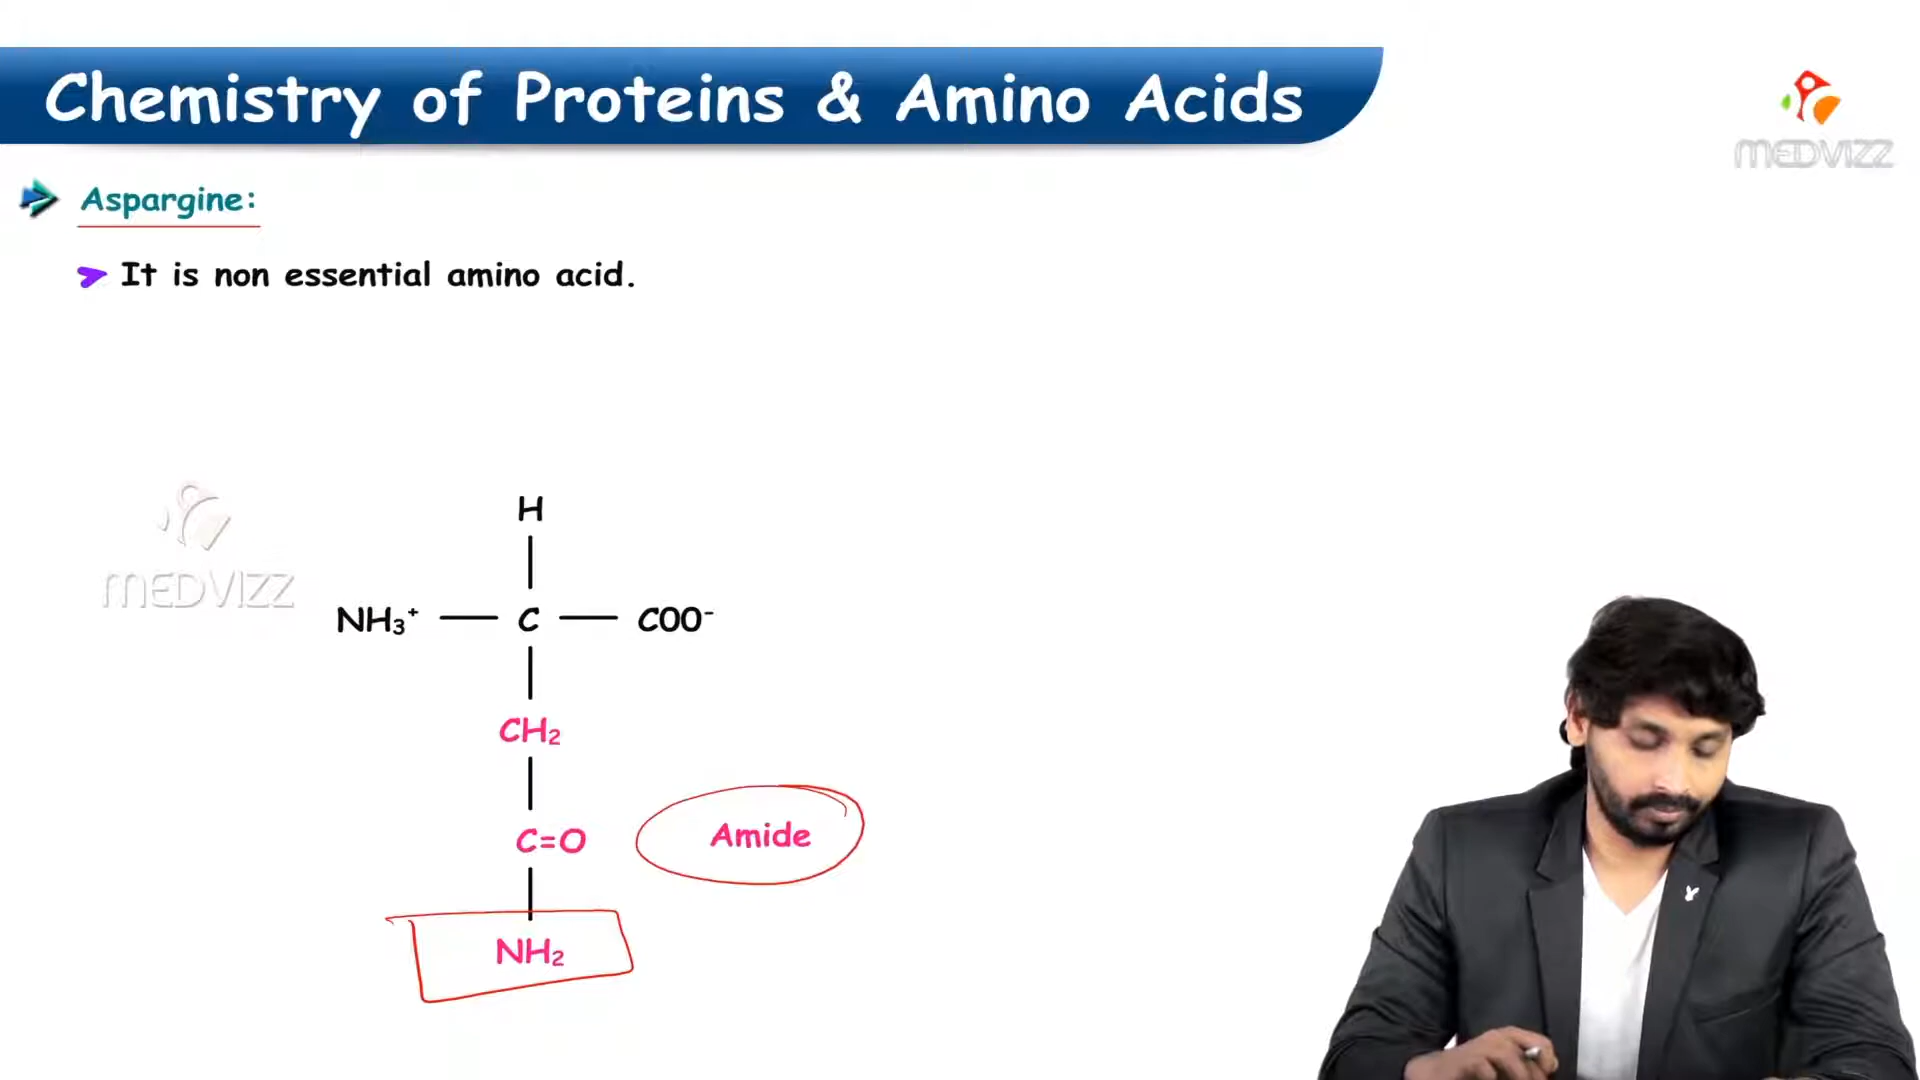 Chemistry of Proteins & Amino Acids
MEDVIZZ
Aspargine:
It is non essential amino acid.
MEDVIZZ
H
NH₃⁺ — C — COO⁻
CH₂
C=O Amide
NH₂